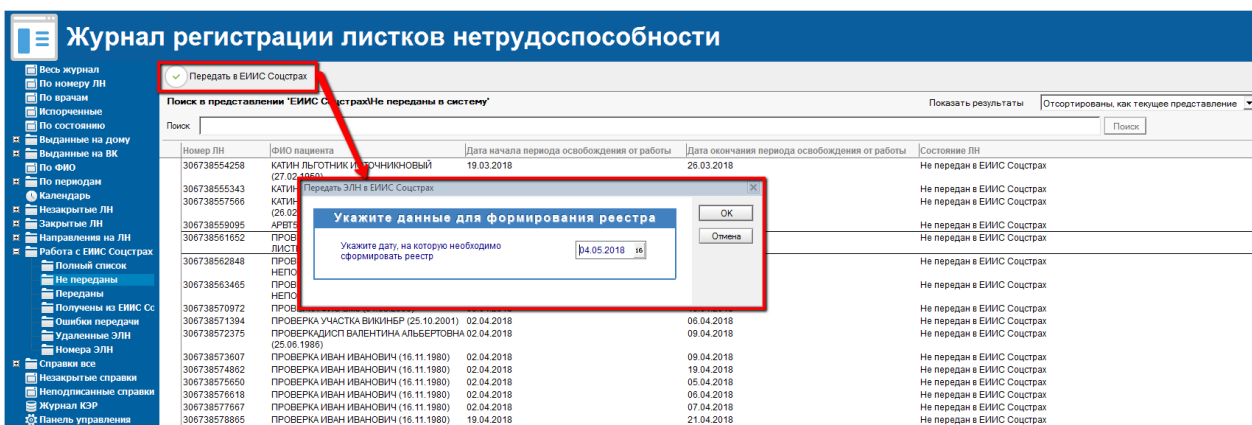 Журнал регистрации листков нетрудоспособности
Весь журнал
По номеру ЛН
По врачам
Испорченные
По состоянию
Выданные на дому
Выданные на ВК
По ФИО
По периодам
Календарь
Незакрытые ЛН
Закрытые ЛН
Направления на ЛН
Работа с ЕИИС Соцстрах
Полный список
Не переданы
Переданы
Получены из ЕИИС Сс
Ошибки передачи
Удаленные ЭЛН
Номера ЭЛН
Справки все
Незакрытые справки
Неподписанные справки
Журнал КЭР
Панель управления
Передать в ЕИИС Соцстрах
Поиск в представлении 'ЕИИС Соцстрах\Не переданы в систему'
Показать результаты Отсортированы, как текущее представление
Поиск Поиск
Номер ЛН ФИО пациента Дата начала периода освобождения от работы Дата окончания периода освобождения от работы Состояние ЛН
306738554258 КАТИН ЛЬГОТНИК ИСТОЧНИКНОВЫЙ 19.03.2018 26.03.2018 Не передан в ЕИИС Соцстрах
(27.02.1950)
306738555343 КАТИН Не передан в ЕИИС Соцстрах
306738557566 КАТИН Не передан в ЕИИС Соцстрах
(26.02
306738559095 Не передан в ЕИИС Соцстрах
306738561652 ПРОВ Не передан в ЕИИС Соцстрах
ЛИСТ
306738562848 ПРОВ Не передан в ЕИИС Соцстрах
НЕПО
306738563465 ПРОВ Не передан в ЕИИС Соцстрах
НЕПО
Передать ЭЛН в ЕИИС Соцстрах
Укажите данные для формирования реестра
Укажите дату, на которую необходимо
сформировать реестр
04.05.2018 16
OK
Отмена
306738570972 Не передан в ЕИИС Соцстрах
306738571394 ПРОВЕРКА УЧАСТКА ВИКИНБР (25.10.2001) 02.04.2018 06.04.2018 Не передан в ЕИИС Соцстрах
306738572375 ПРОВЕРКАДИСП ВАЛЕНТИНА АЛЬБЕРТОВНА 02.04.2018 09.04.2018 Не передан в ЕИИС Соцстрах
(25.06.1986)
306738573607 ПРОВЕРКА ИВАН ИВАНОВИЧ (16.11.1980) 02.04.2018 09.04.2018 Не передан в ЕИИС Соцстрах
306738574862 ПРОВЕРКА ИВАН ИВАНОВИЧ (16.11.1980) 02.04.2018 19.04.2018 Не передан в ЕИИС Соцстрах
306738575650 ПРОВЕРКА ИВАН ИВАНОВИЧ (16.11.1980) 02.04.2018 05.04.2018 Не передан в ЕИИС Соцстрах
306738576618 ПРОВЕРКА ИВАН ИВАНОВИЧ (16.11.1980) 02.04.2018 06.04.2018 Не передан в ЕИИС Соцстрах
306738577667 ПРОВЕРКА ИВАН ИВАНОВИЧ (16.11.1980) 02.04.2018 07.04.2018 Не передан в ЕИИС Соцстрах
306738578865 ПРОВЕРКА ИВАН ИВАНОВИЧ (16.11.1980) 19.04.2018 21.04.2018 Не передан в ЕИИС Соцстрах